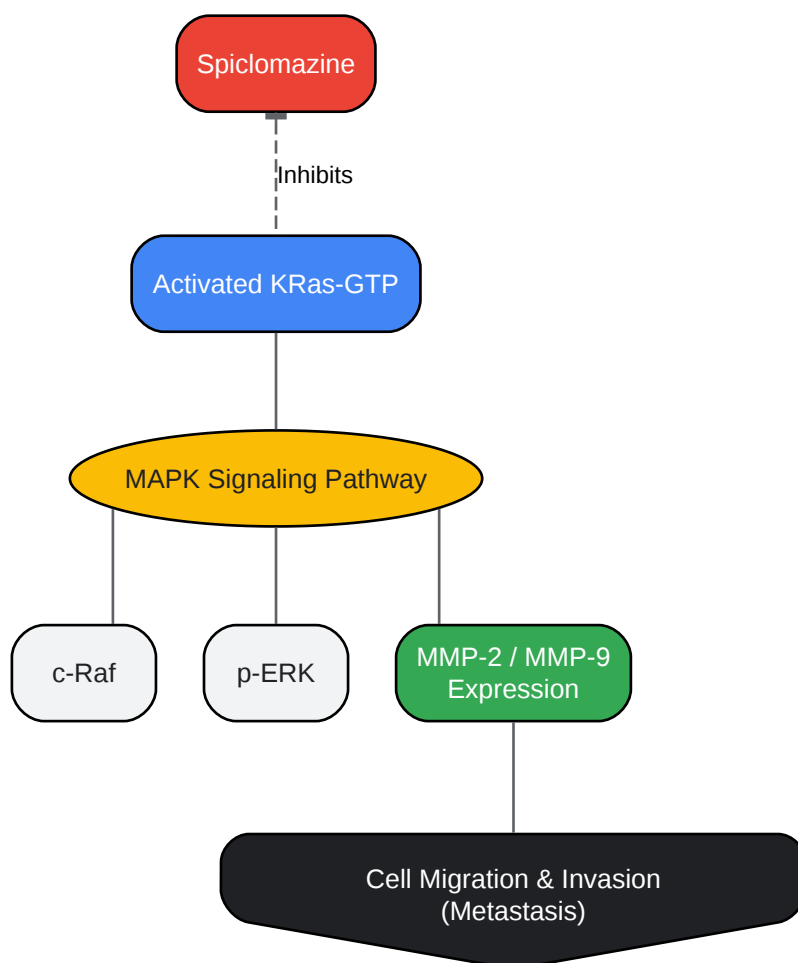 Spiclomazine
Inhibits
Activated KRas-GTP
MAPK Signaling Pathway
c-Raf
p-ERK
MMP-2 / MMP-9
Expression
Cell Migration & Invasion
(Metastasis)